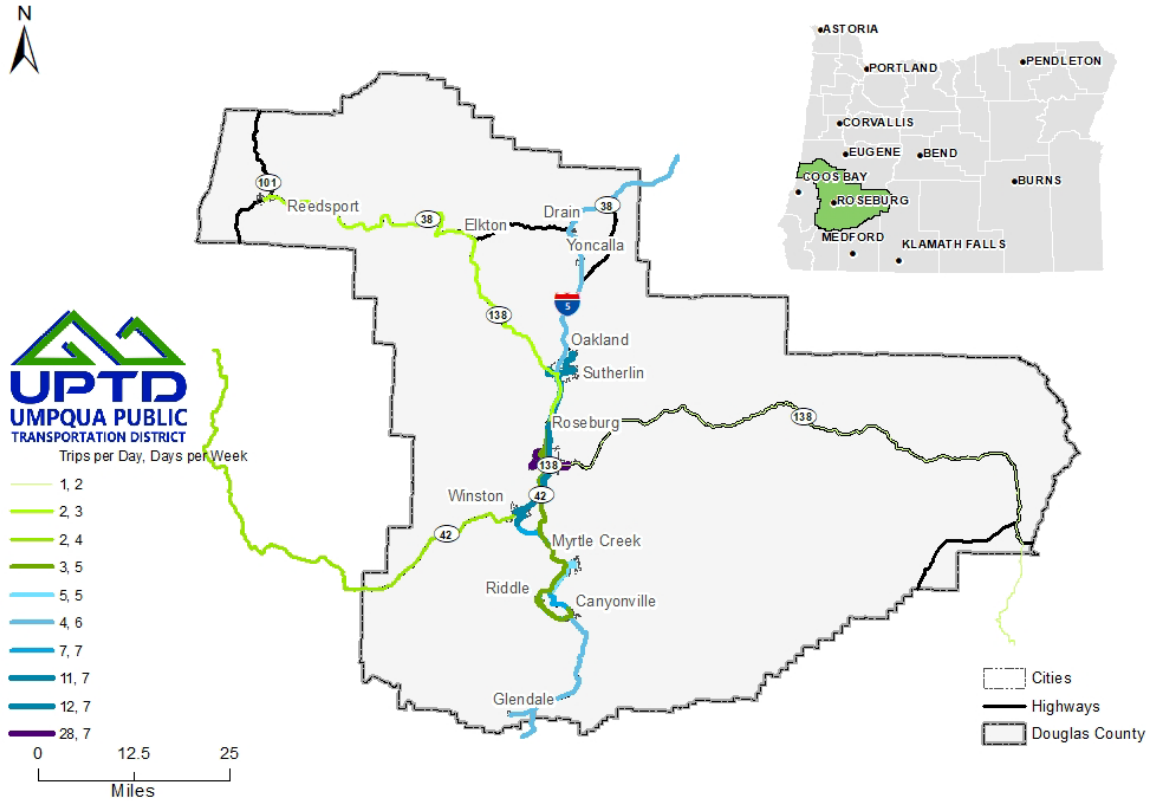 N
ASTORIA
PORTLAND
PENDLETON
CORVALLIS
EUGENE
BEND
COOS BAY
BURNS
ROSEBURG
MEDFORD
KLAMATH FALLS
101
Reedsport
38
Elkton
Drain
38
Yoncalla
138
5
Oakland
Sutherlin
Roseburg
138
138
Winston
42
42
Myrtle Creek
Riddle
Canyonville
Glendale
UPTD
UMPQUA PUBLIC
TRANSPORTATION DISTRICT
Trips per Day, Days per Week
1, 2
2, 3
2, 4
3, 5
5, 5
4, 6
7, 7
11, 7
12, 7
28, 7
0 12.5 25
Miles
Cities
Highways
Douglas County